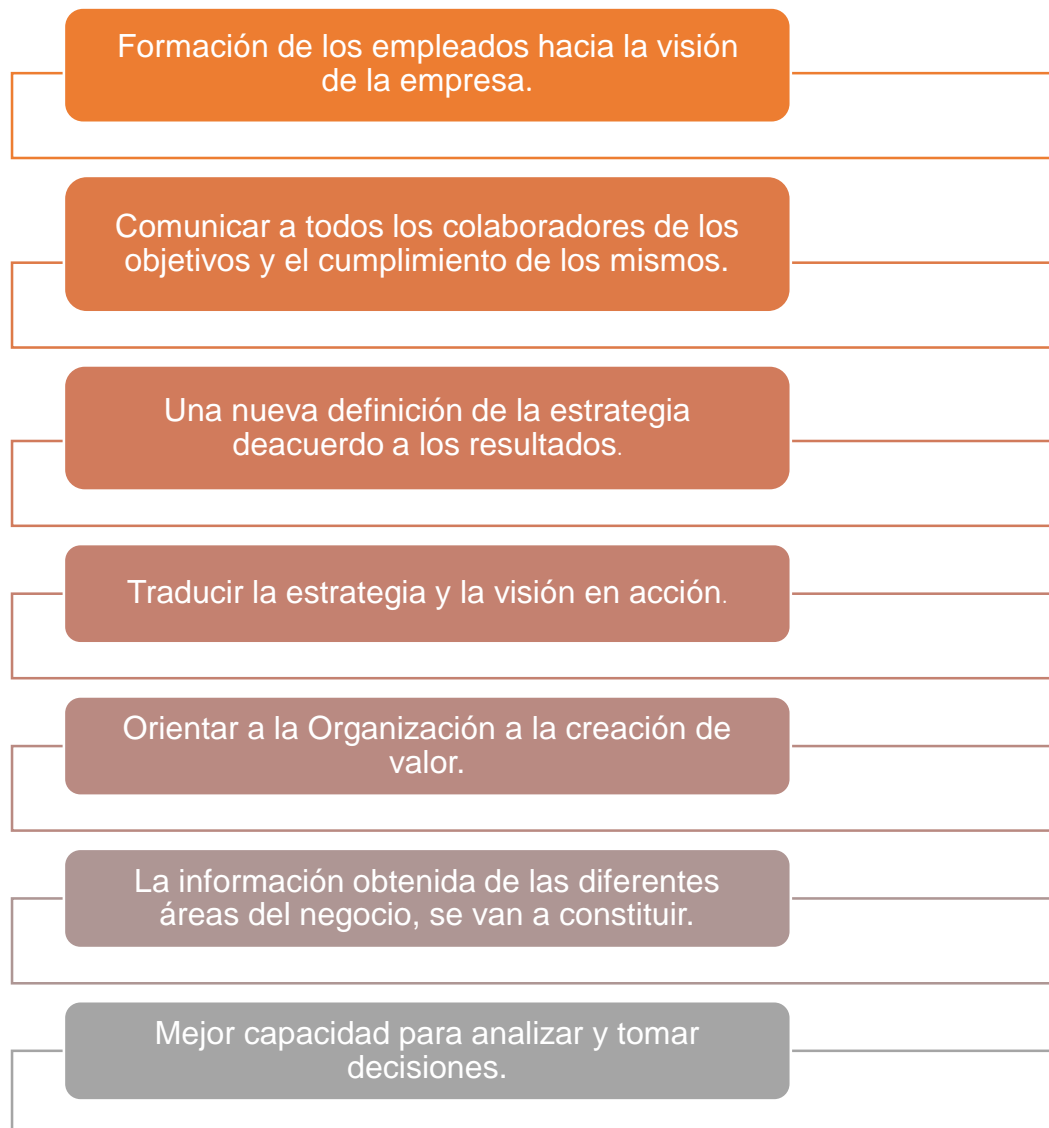 Formación de los empleados hacia la visión
de la empresa.
Comunicar a todos los colaboradores de los
objetivos y el cumplimiento de los mismos.
Una nueva definición de la estrategia
deacuerdo a los resultados.
Traducir la estrategia y la visión en acción.
Orientar a la Organización a la creación de
valor.
La información obtenida de las diferentes
áreas del negocio, se van a constituir.
Mejor capacidad para analizar y tomar
decisiones.